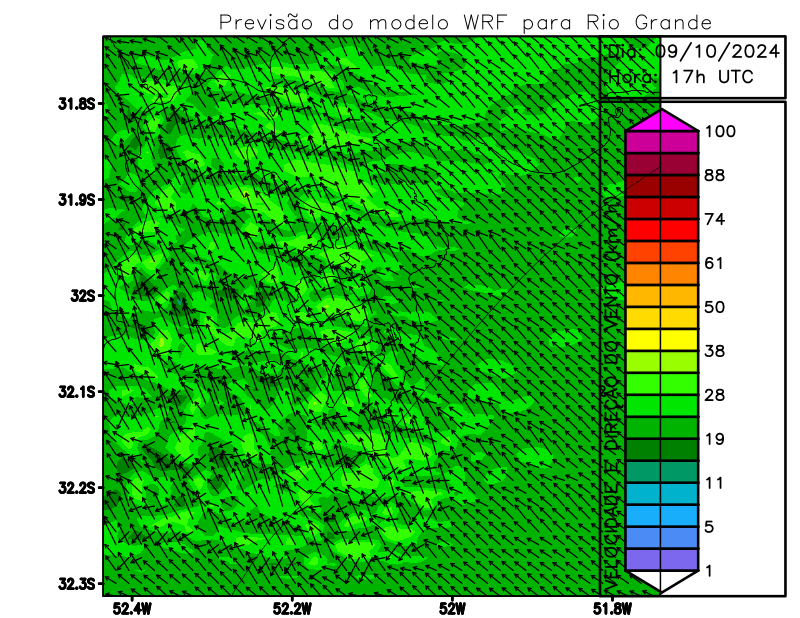 Previsão do modelo WRF para Rio Grande
Dia: 09/10/2024
Hora: 17h UTC
31.8S
31.9S
32S
32.1S
32.2S
32.3S
52.4W
52.2W
52W
51.8W
VELOCIDADE E DIREÇÃO DO VENTO (km/h)
100
88
74
61
50
38
28
19
11
5
1